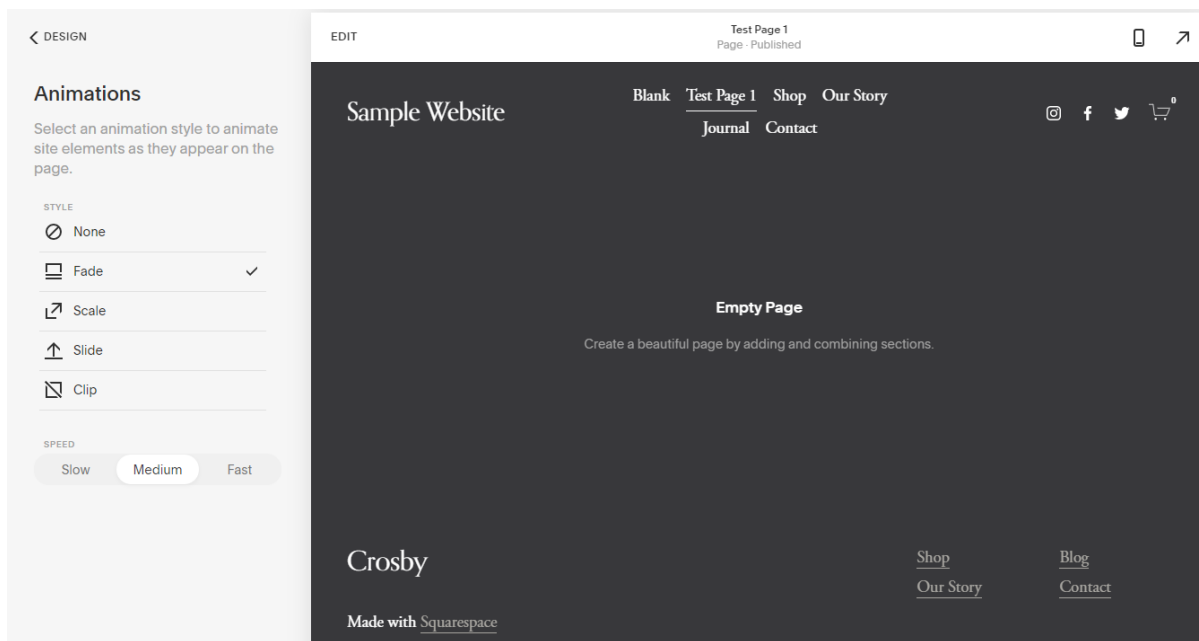 DESIGN
Animations
Select an animation style to animate
site elements as they appear on the
page.
STYLE
None
Fade
Scale
Slide
Clip
SPEED
Slow Medium Fast
EDIT
Test Page 1
Page · Published
Sample Website
Blank Test Page 1 Shop Our Story
Journal Contact
0
Empty Page
Create a beautiful page by adding and combining sections.
Crosby
Shop Blog
Our Story Contact
Made with Squarespace